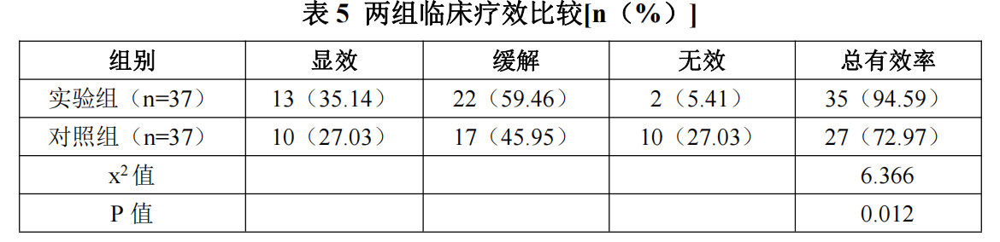 表 5 两组临床疗效比较[n（%）]
组别 显效 缓解 无效 总有效率
实验组（n=37） 13（35.14） 22（59.46） 2（5.41） 35（94.59）
对照组（n=37） 10（27.03） 17（45.95） 10（27.03） 27（72.97）
x² 值 6.366
P 值 0.012